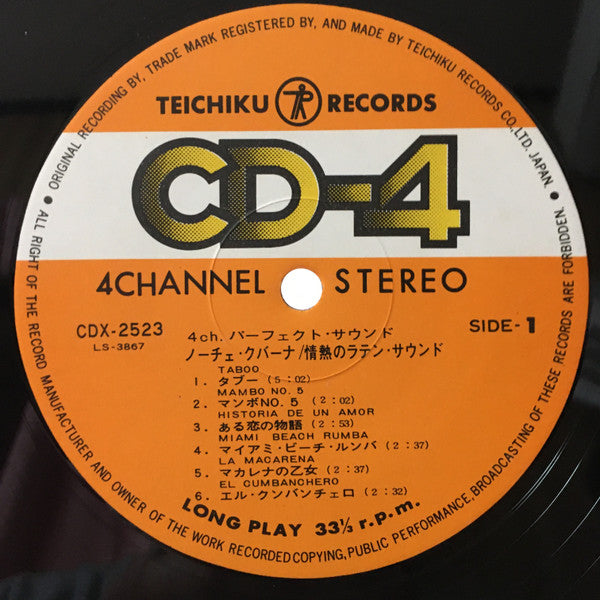 • ORIGINAL RECORDING BY, TRADE MARK REGISTERED BY, AND MADE BY TEICHIKU RECORDS CO., LTD. JAPAN. •
TEICHIKU RECORDS
CD-4
4CHANNEL STEREO
CDX-2523
LS-3867
SIDE-1
4ch. パーフェクト・サウンド
ノーチェ・クバーナ/情熱のラテン・サウンド
TABOO
1. タブー (5:02)
MAMBO NO. 5
2. マンボNO. 5 (2:02)
HISTORIA DE UN AMOR
3. ある恋の物語 (2:53)
MIAMI BEACH RUMBA
4. マイアミ・ビーチ・ルンバ (2:37)
LA MACARENA
5. マカレナの乙女 (2:37)
EL CUMBANCHERO
6. エル・クンバンチェロ (2:32)
LONG PLAY 33⅓ r.p.m.
ALL RIGHT OF THE RECORD MANUFACTURER AND OWNER OF THE WORK RECORDED COPYING, PUBLIC PERFORMANCE, BROADCASTING OF THESE RECORDS ARE FORBIDDEN.